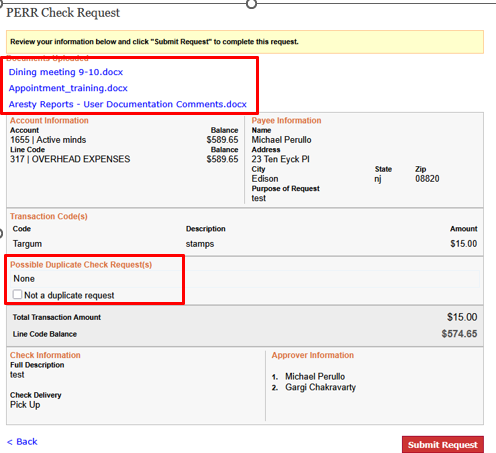 PERR Check Request
Review your information below and click "Submit Request" to complete this request.
Documents Uploaded
Dining meeting 9-10.docx
Appointment_training.docx
Aresty Reports - User Documentation Comments.docx
Account Information
Account Balance
1655 | Active minds $589.65
Line Code Balance
317 | OVERHEAD EXPENSES $589.65
Payee Information
Name
Michael Perullo
Address
23 Ten Eyck Pl
City State Zip
Edison nj 08820
Purpose of Request
test
Transaction Code(s)
Code Description Amount
Targum stamps $15.00
Possible Duplicate Check Request(s)
None
Not a duplicate request
Total Transaction Amount $15.00
Line Code Balance $574.65
Check Information
Full Description
test
Check Delivery
Pick Up
Approver Information
1. Michael Perullo
2. Gargi Chakravarty
< Back
Submit Request